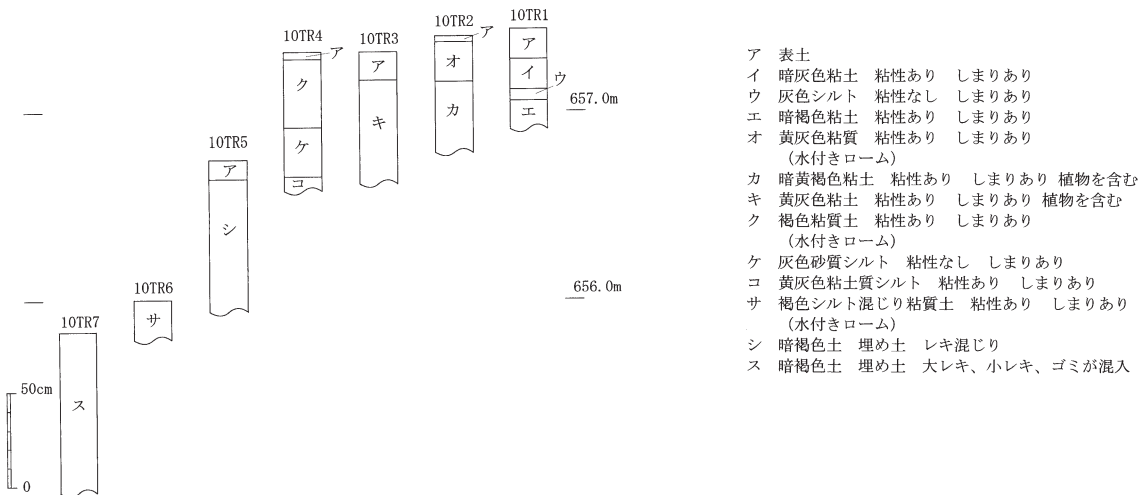 10TR1
10TR2
10TR4
10TR3
ア
ア
ア
ア
オ
イ
ク
ウ
657.0m
カ
エ
キ
10TR5
ケ
ア
コ
シ
10TR6
656.0m
サ
10TR7
50cm
ス
0
ア 表土
イ 暗灰色粘土 粘性あり しまりあり
ウ 灰色シルト 粘性なし しまりあり
エ 暗褐色粘土 粘性あり しまりあり
オ 黄灰色粘質 粘性あり しまりあり
(水付きローム)
カ 暗黄褐色粘土 粘性あり しまりあり 植物を含む
キ 黄灰色粘土 粘性あり しまりあり 植物を含む
ク 褐色粘質土 粘性あり しまりあり
(水付きローム)
ケ 灰色砂質シルト 粘性なし しまりあり
コ 黄灰色粘土質シルト 粘性あり しまりあり
サ 褐色シルト混じり粘質土 粘性あり しまりあり
(水付きローム)
シ 暗褐色土 埋め土 レキ混じり
ス 暗褐色土 埋め土 大レキ、小レキ、ゴミが混入